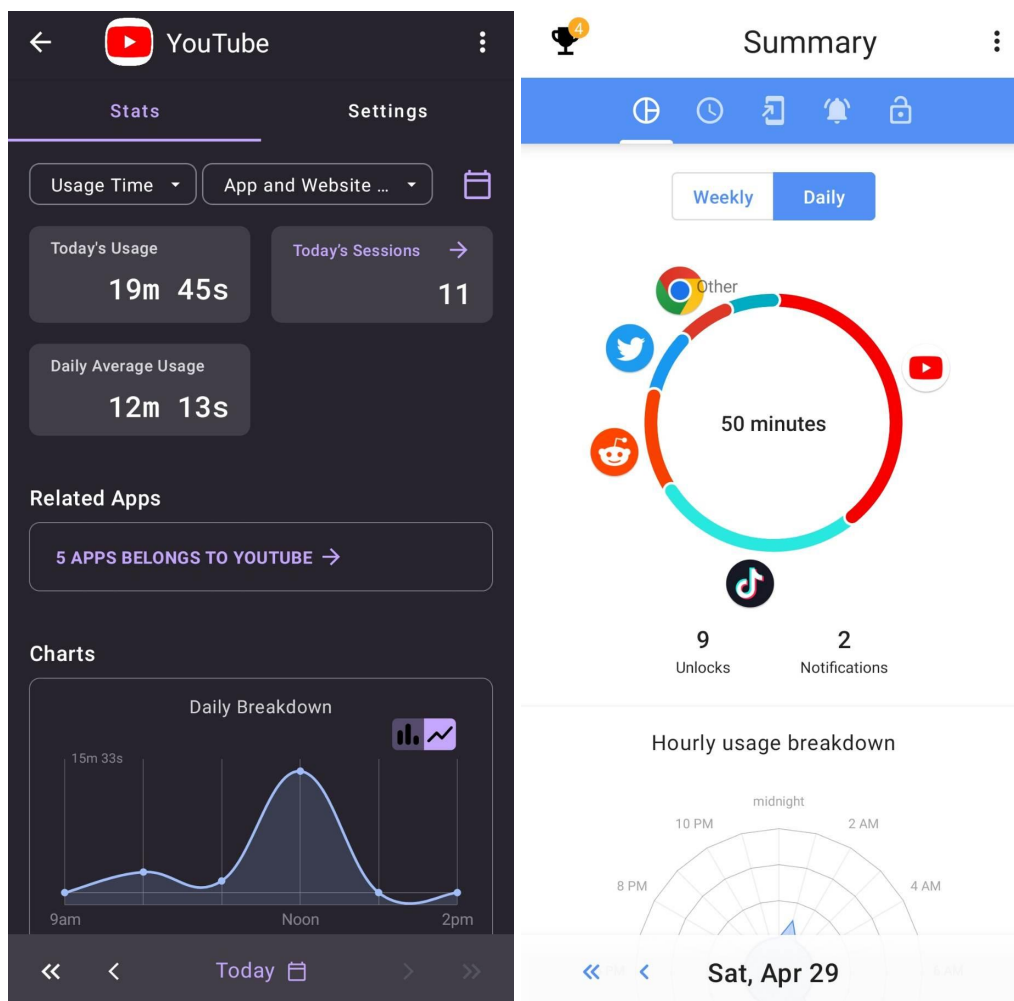 YouTube
Stats
Settings
Usage Time
App and Website ...
Today's Usage
19m 45s
Today's Sessions
11
Daily Average Usage
12m 13s
Related Apps
5 APPS BELONGS TO YOUTUBE
Charts
Daily Breakdown
15m 33s
9am
Noon
2pm
Today
4
Summary
Weekly
Daily
Other
50 minutes
9
Unlocks
2
Notifications
Hourly usage breakdown
midnight
10 PM
2 AM
8 PM
4 AM
Sat, Apr 29